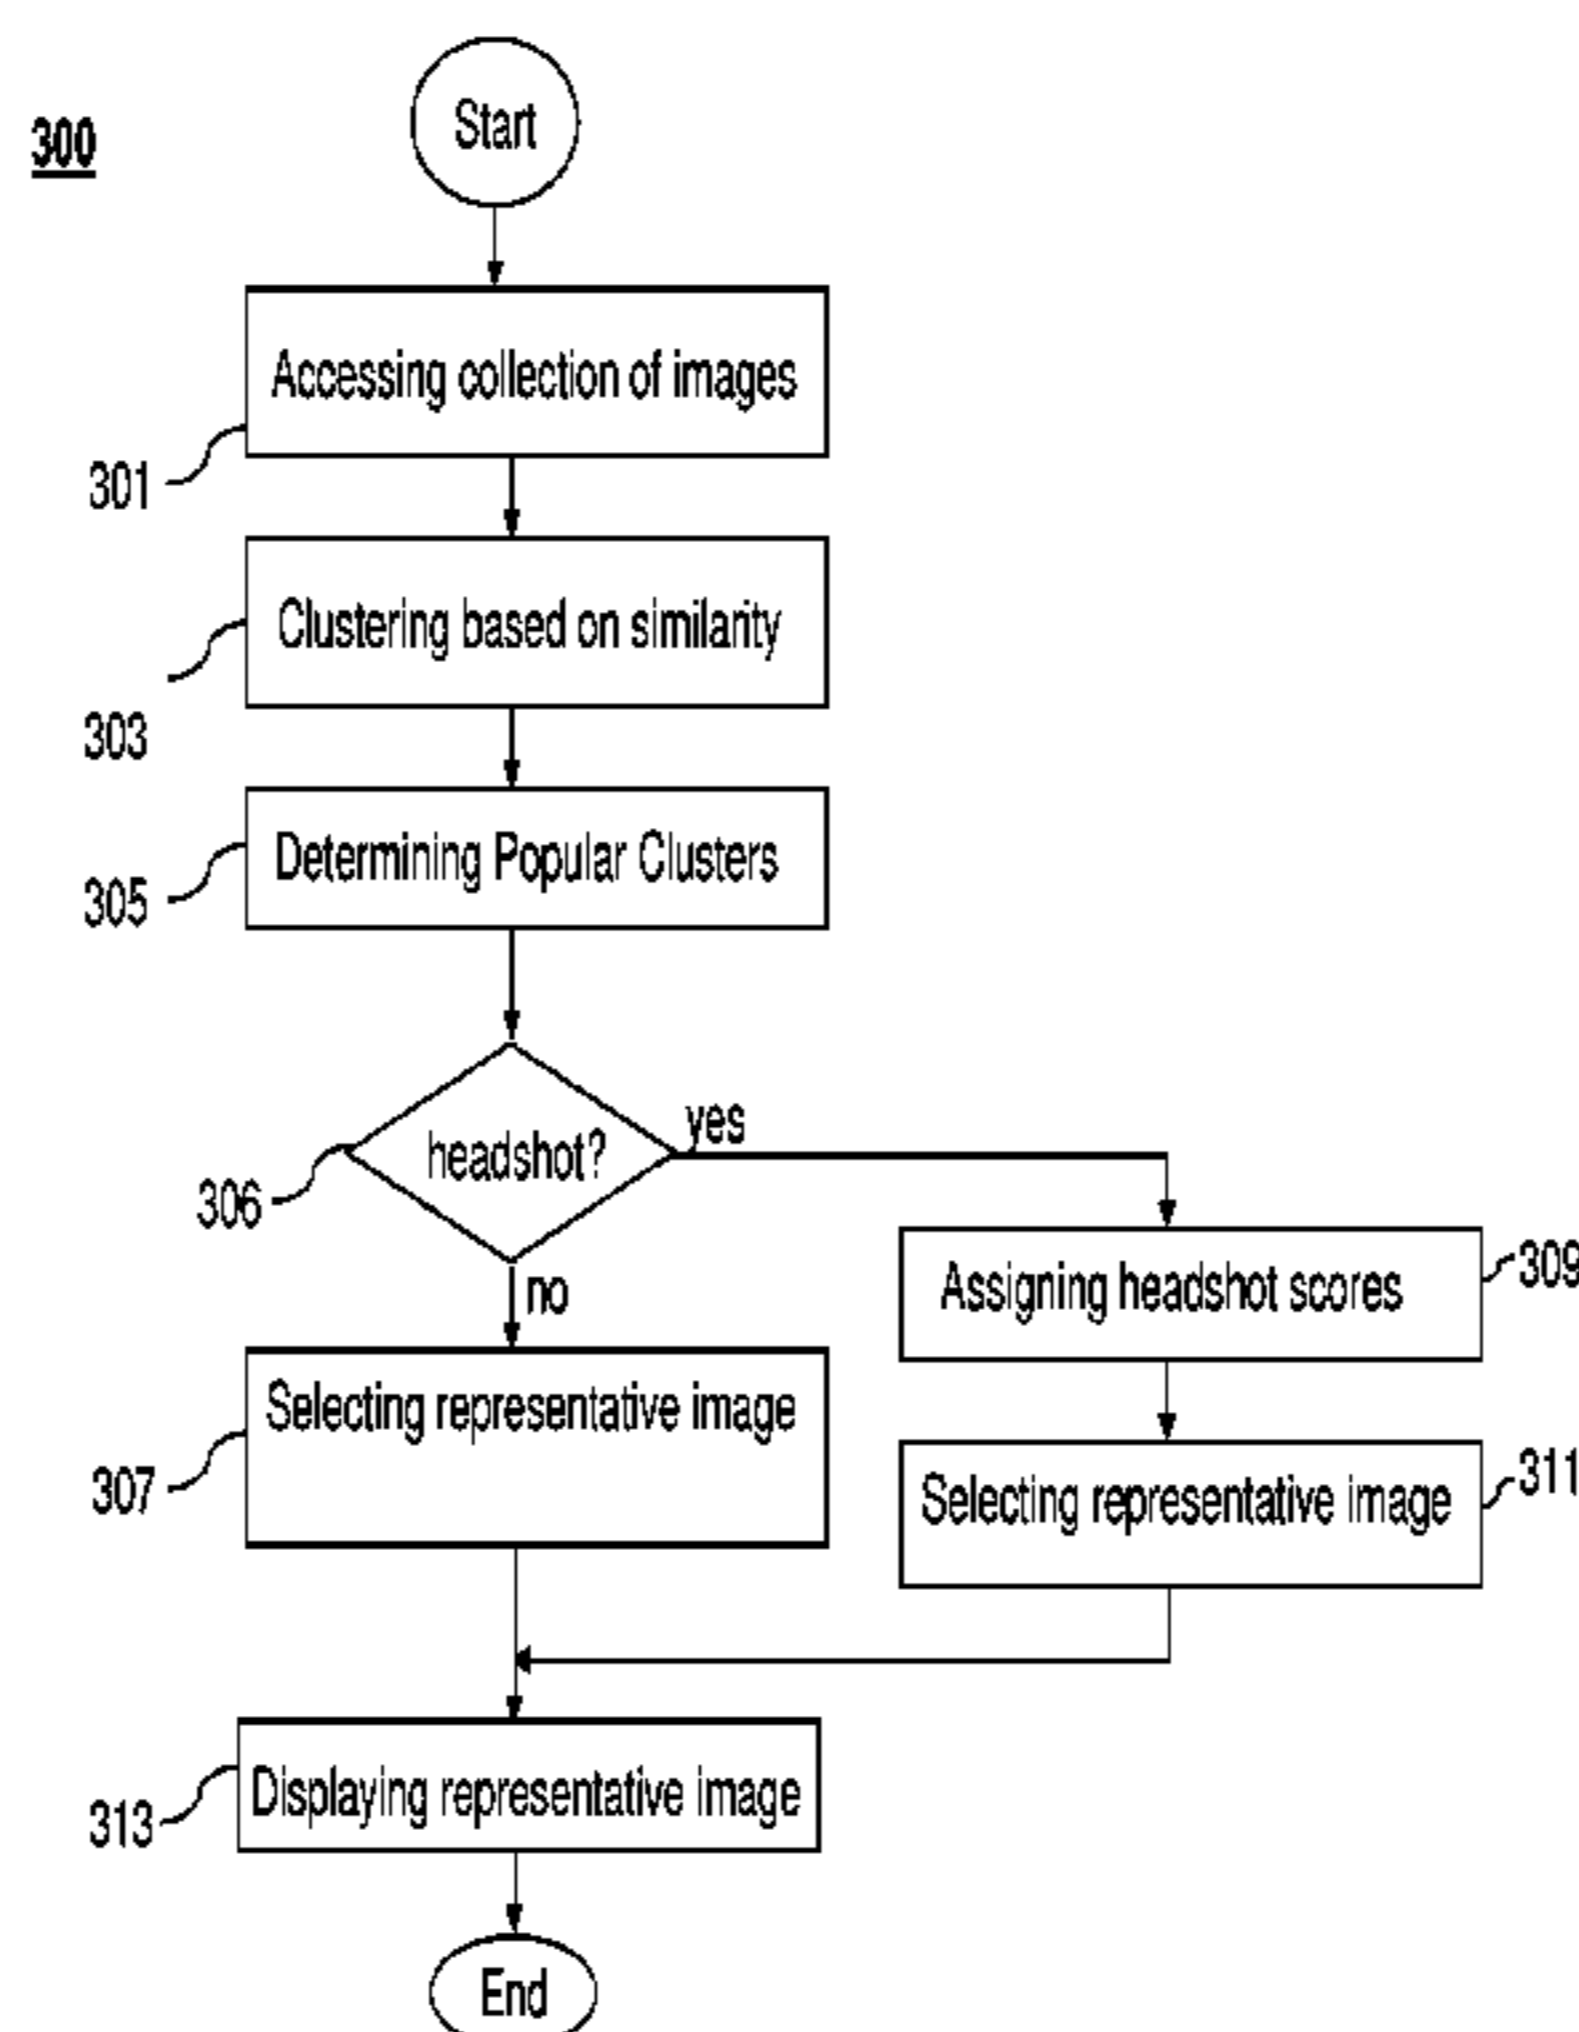 300
Start
Accessing collection of images
301
Clustering based on similarity
303
Determining Popular Clusters
305
headshot?
yes
306
no
Assigning headshot scores
309
Selecting representative image
307
Selecting representative image
311
Displaying representative image
313
End